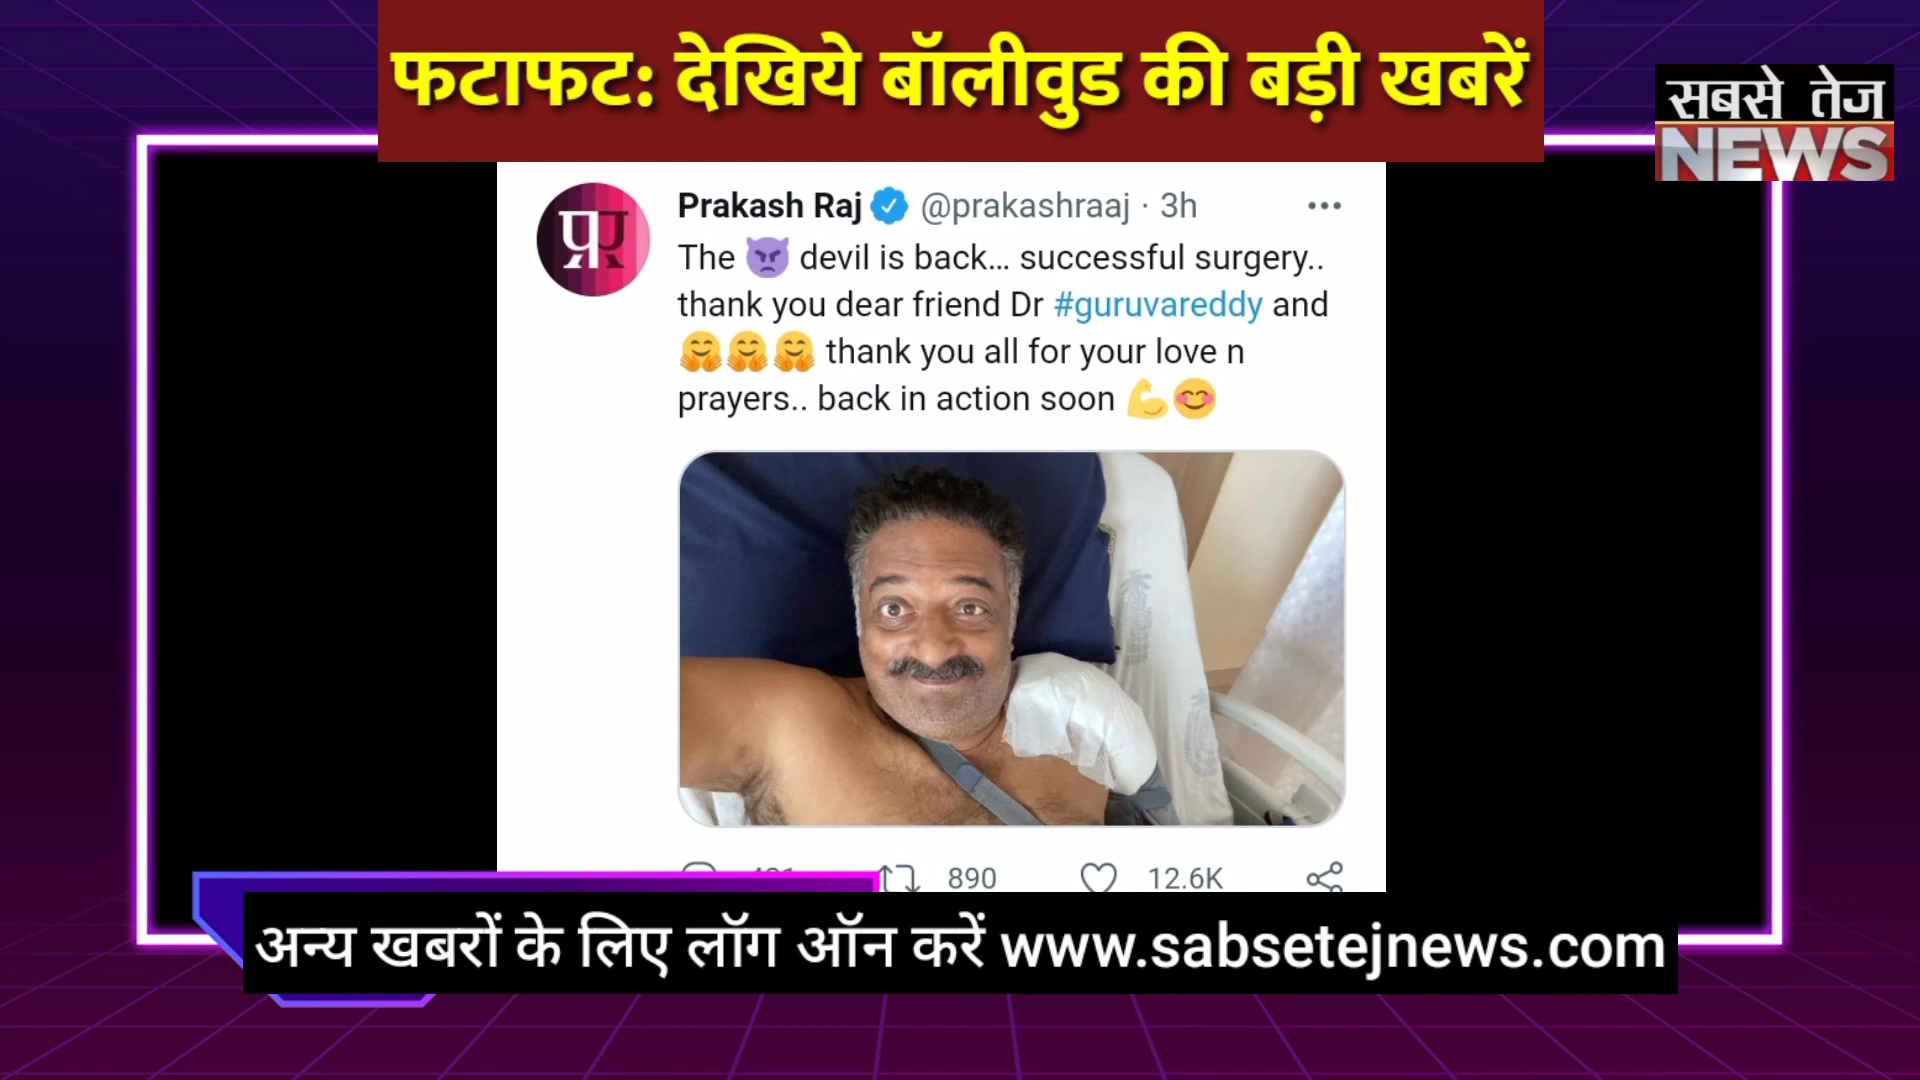 फटाफट: देखिये बॉलीवुड की बड़ी खबरें
सबसे तेज
NEWS
Prakash Raj @prakashraaj · 3h
The 👿 devil is back... successful surgery..
thank you dear friend Dr #guruvareddy and
🤗🤗🤗 thank you all for your love n
prayers.. back in action soon 💪😊
890 12.6K
अन्य खबरों के लिए लॉग ऑन करें www.sabsetejnews.com